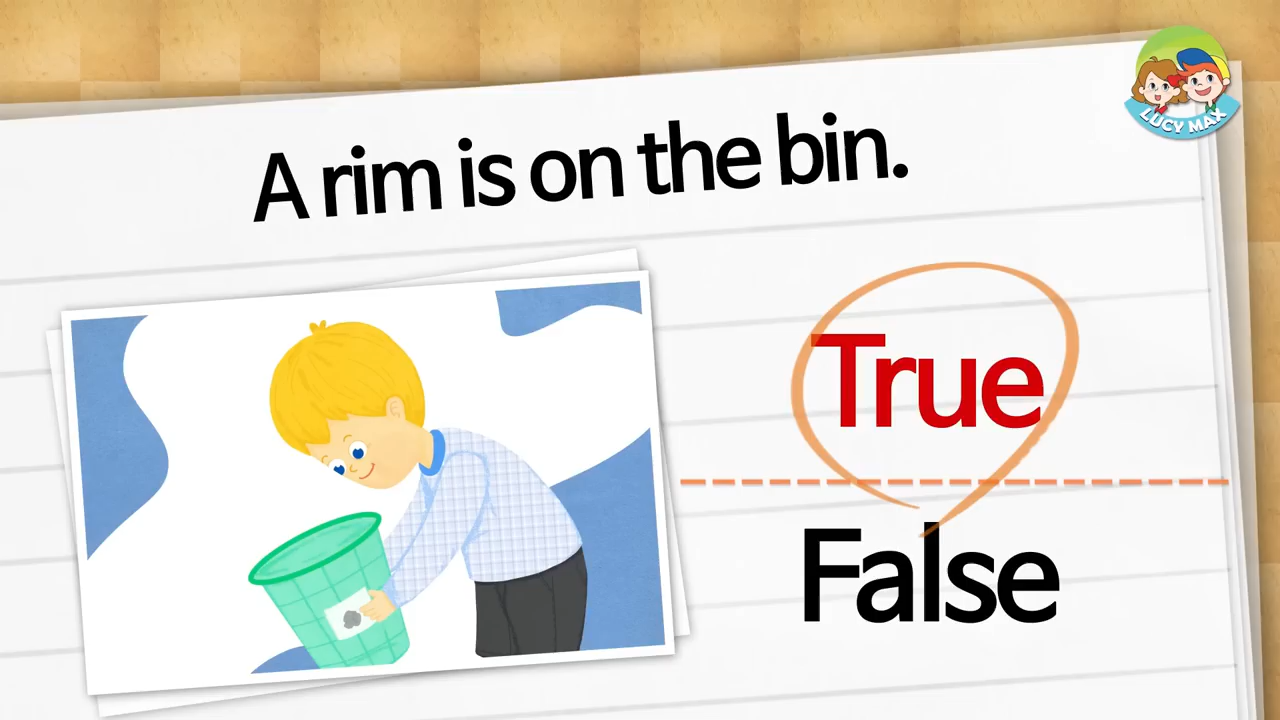 A rim is on the bin.
LUCY MAX
True
False